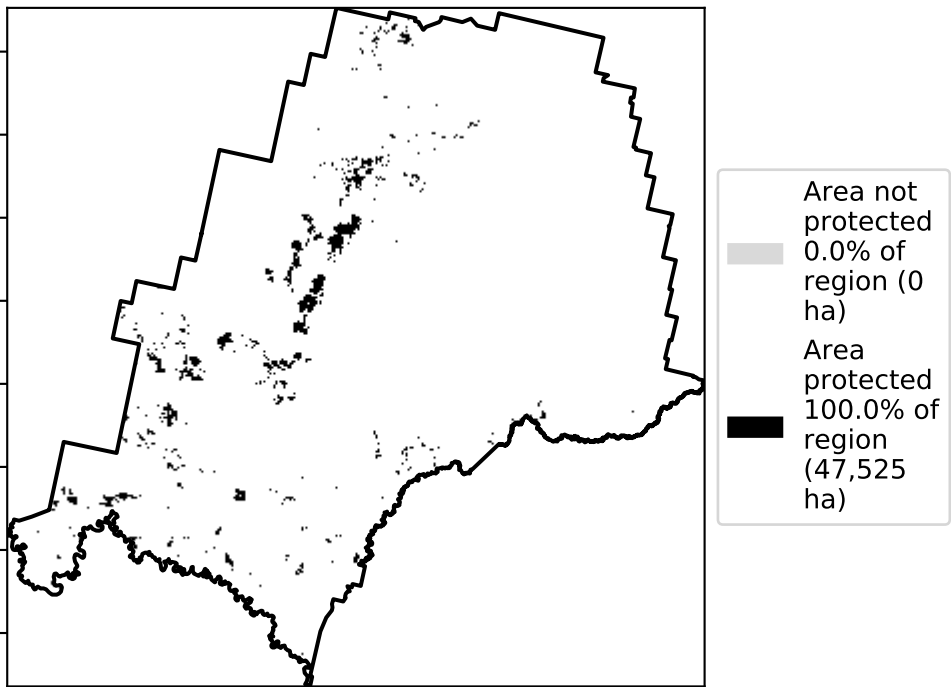 Area not
protected
0.0% of
region (0
ha)
Area
protected
100.0% of
region
(47,525
ha)